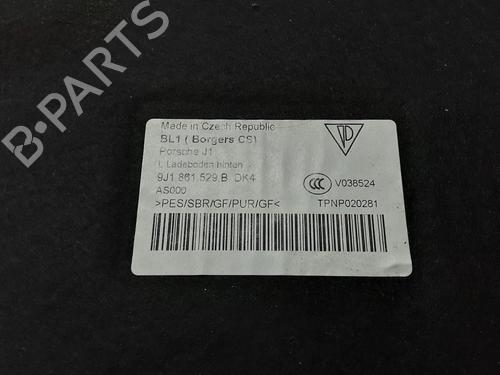 Made in Czech Republic
BL1 ( Borgers CS)
Porsche J1
I. Ladeboden hinten
9J1.861.529.B DK4
AS000
V038524
>PES/SBR/GF/PUR/GF<
TPNP020281
B-PARTS